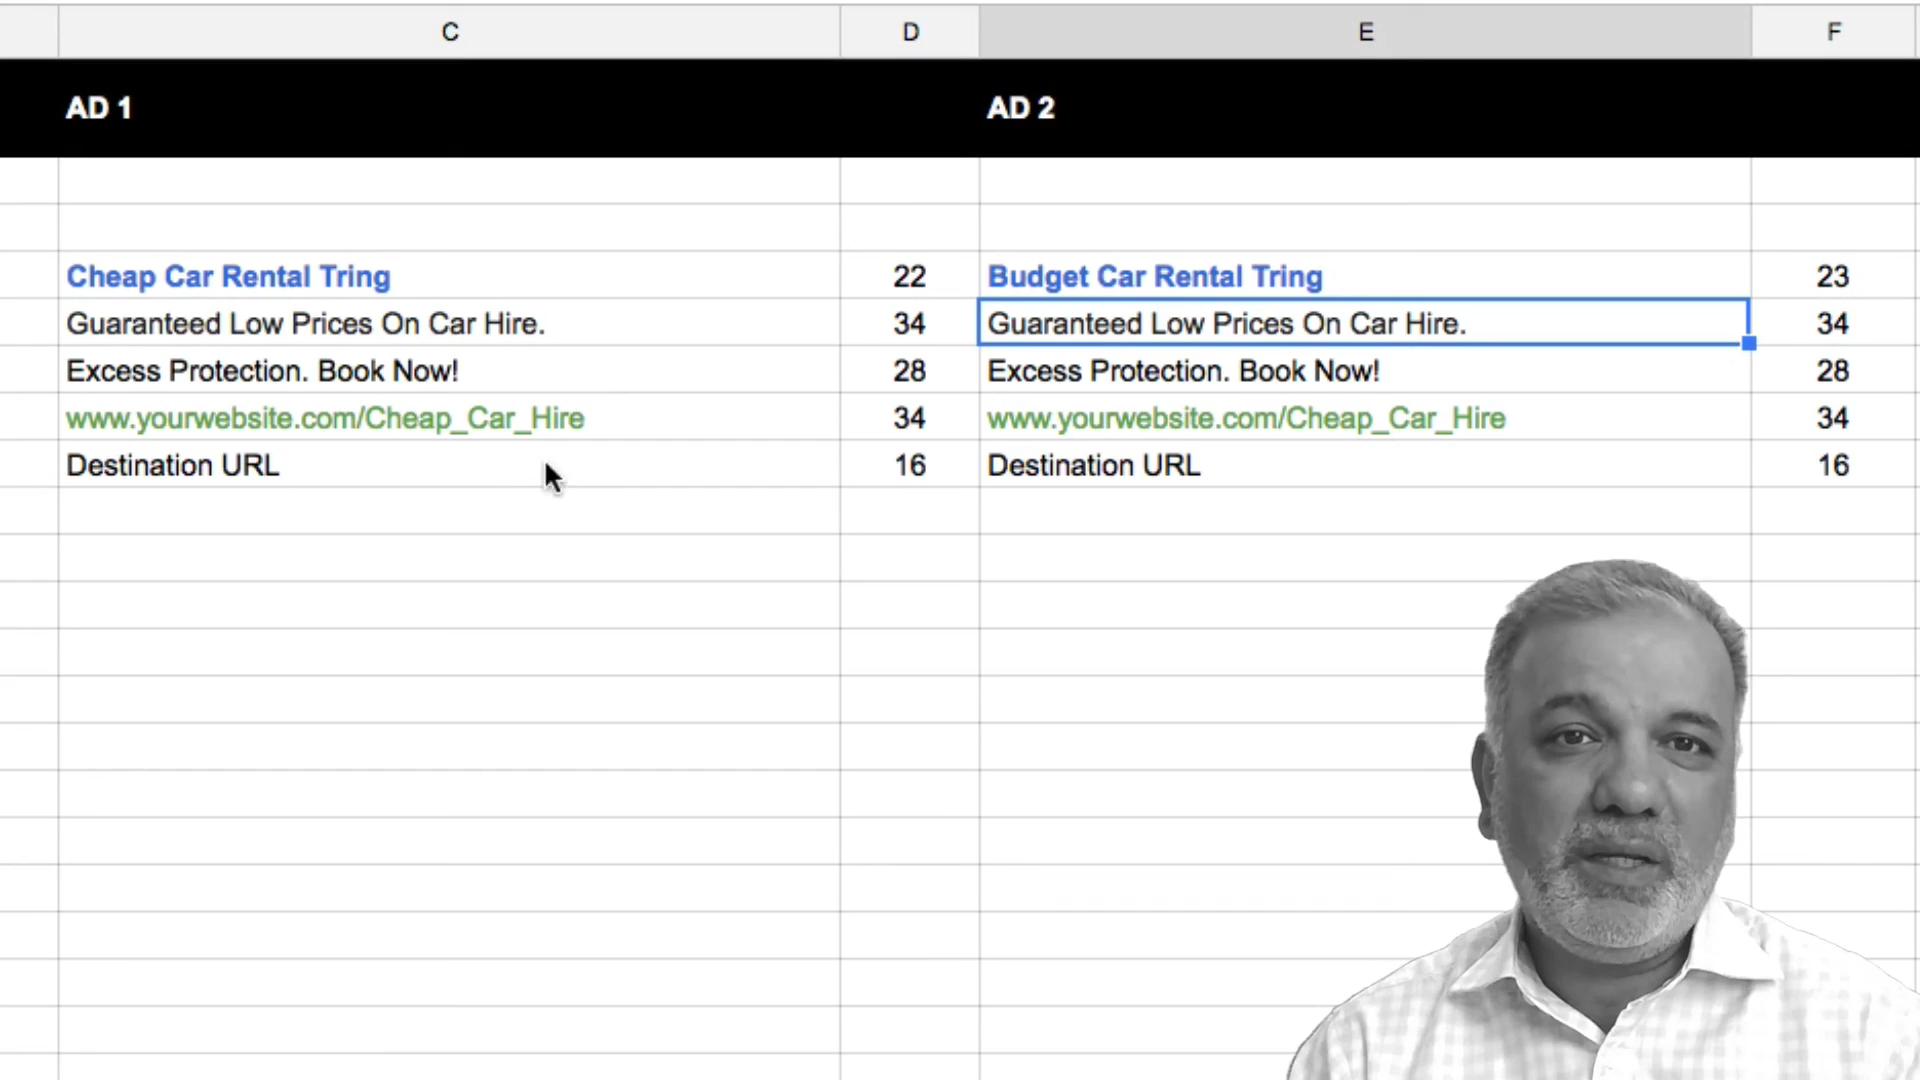 C D E F
AD 1 AD 2
Cheap Car Rental Tring 22 Budget Car Rental Tring 23
Guaranteed Low Prices On Car Hire. 34 Guaranteed Low Prices On Car Hire. 34
Excess Protection. Book Now! 28 Excess Protection. Book Now! 28
www.yourwebsite.com/Cheap_Car_Hire 34 www.yourwebsite.com/Cheap_Car_Hire 34
Destination URL 16 Destination URL 16